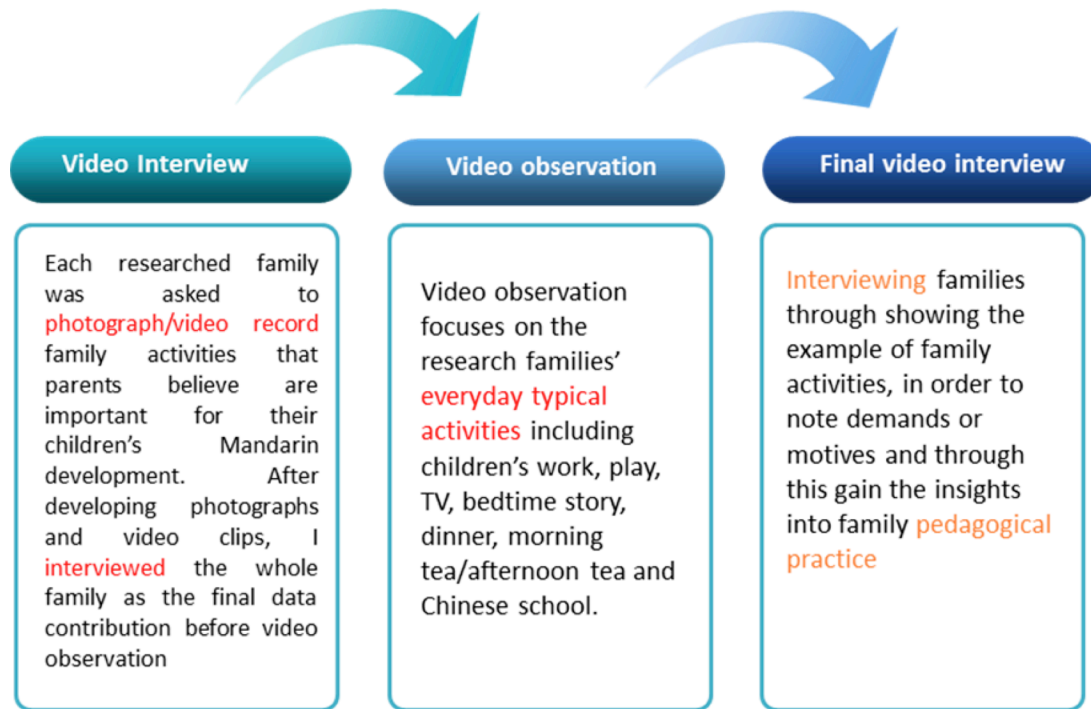 Video Interview
Each researched family
was asked to
photograph/video record
family activities that
parents believe are
important for their
children's Mandarin
development. After
developing photographs
and video clips, I
interviewed the whole
family as the final data
contribution before video
observation
Video observation
Video observation
focuses on the
research families'
everyday typical
activities including
children's work, play,
TV, bedtime story,
dinner, morning
tea/afternoon tea and
Chinese school.
Final video interview
Interviewing families
through showing the
example of family
activities, in order to
note demands or
motives and through
this gain the insights
into family pedagogical
practice